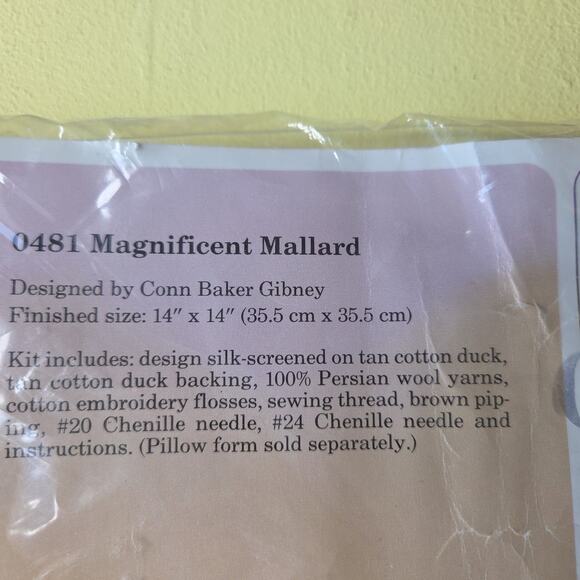 0481 Magnificent Mallard
Designed by Conn Baker Gibney
Finished size: 14″ x 14″ (35.5 cm x 35.5 cm)
Kit includes: design silk-screened on tan cotton duck,
tan cotton duck backing, 100% Persian wool yarns,
cotton embroidery flosses, sewing thread, brown pip-
ing, #20 Chenille needle, #24 Chenille needle and
instructions. (Pillow form sold separately.)